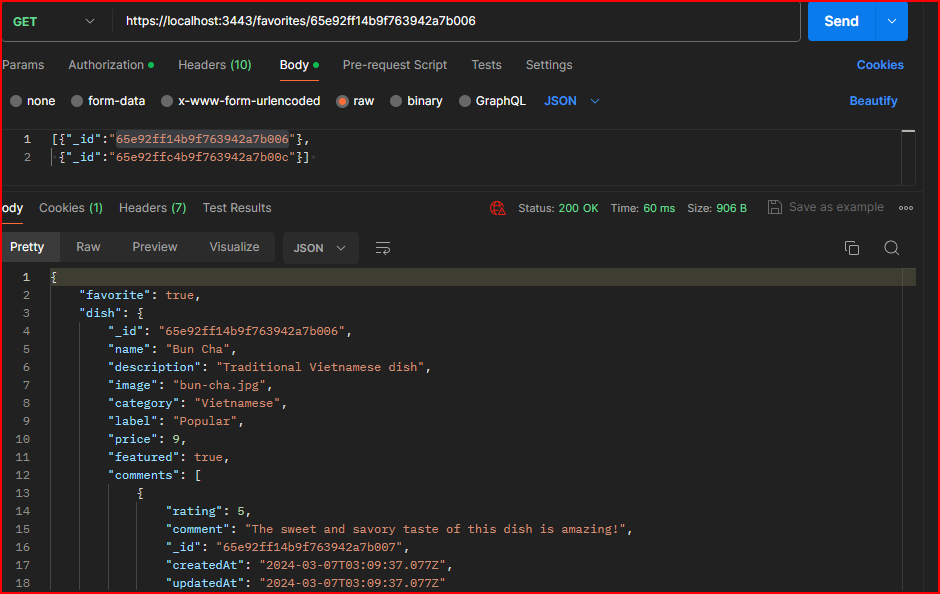 GET https://localhost:3443/favorites/65e92ff14b9f763942a7b006 Send
Params Authorization Headers (10) Body Pre-request Script Tests Settings Cookies
none form-data x-www-form-urlencoded raw binary GraphQL JSON Beautify
1 [{"_id":"65e92ff14b9f763942a7b006"},
2 {"_id":"65e92ffc4b9f763942a7b00c"}]
ody Cookies (1) Headers (7) Test Results Status: 200 OK Time: 60 ms Size: 906 B Save as example
Pretty Raw Preview Visualize JSON
1 {
2 "favorite": true,
3 "dish": {
4 "_id": "65e92ff14b9f763942a7b006",
5 "name": "Bun Cha",
6 "description": "Traditional Vietnamese dish",
7 "image": "bun-cha.jpg",
8 "category": "Vietnamese",
9 "label": "Popular",
10 "price": 9,
11 "featured": true,
12 "comments": [
13 {
14 "rating": 5,
15 "comment": "The sweet and savory taste of this dish is amazing!",
16 "_id": "65e92ff14b9f763942a7b007",
17 "createdAt": "2024-03-07T03:09:37.077Z",
18 "updatedAt": "2024-03-07T03:09:37.077Z"